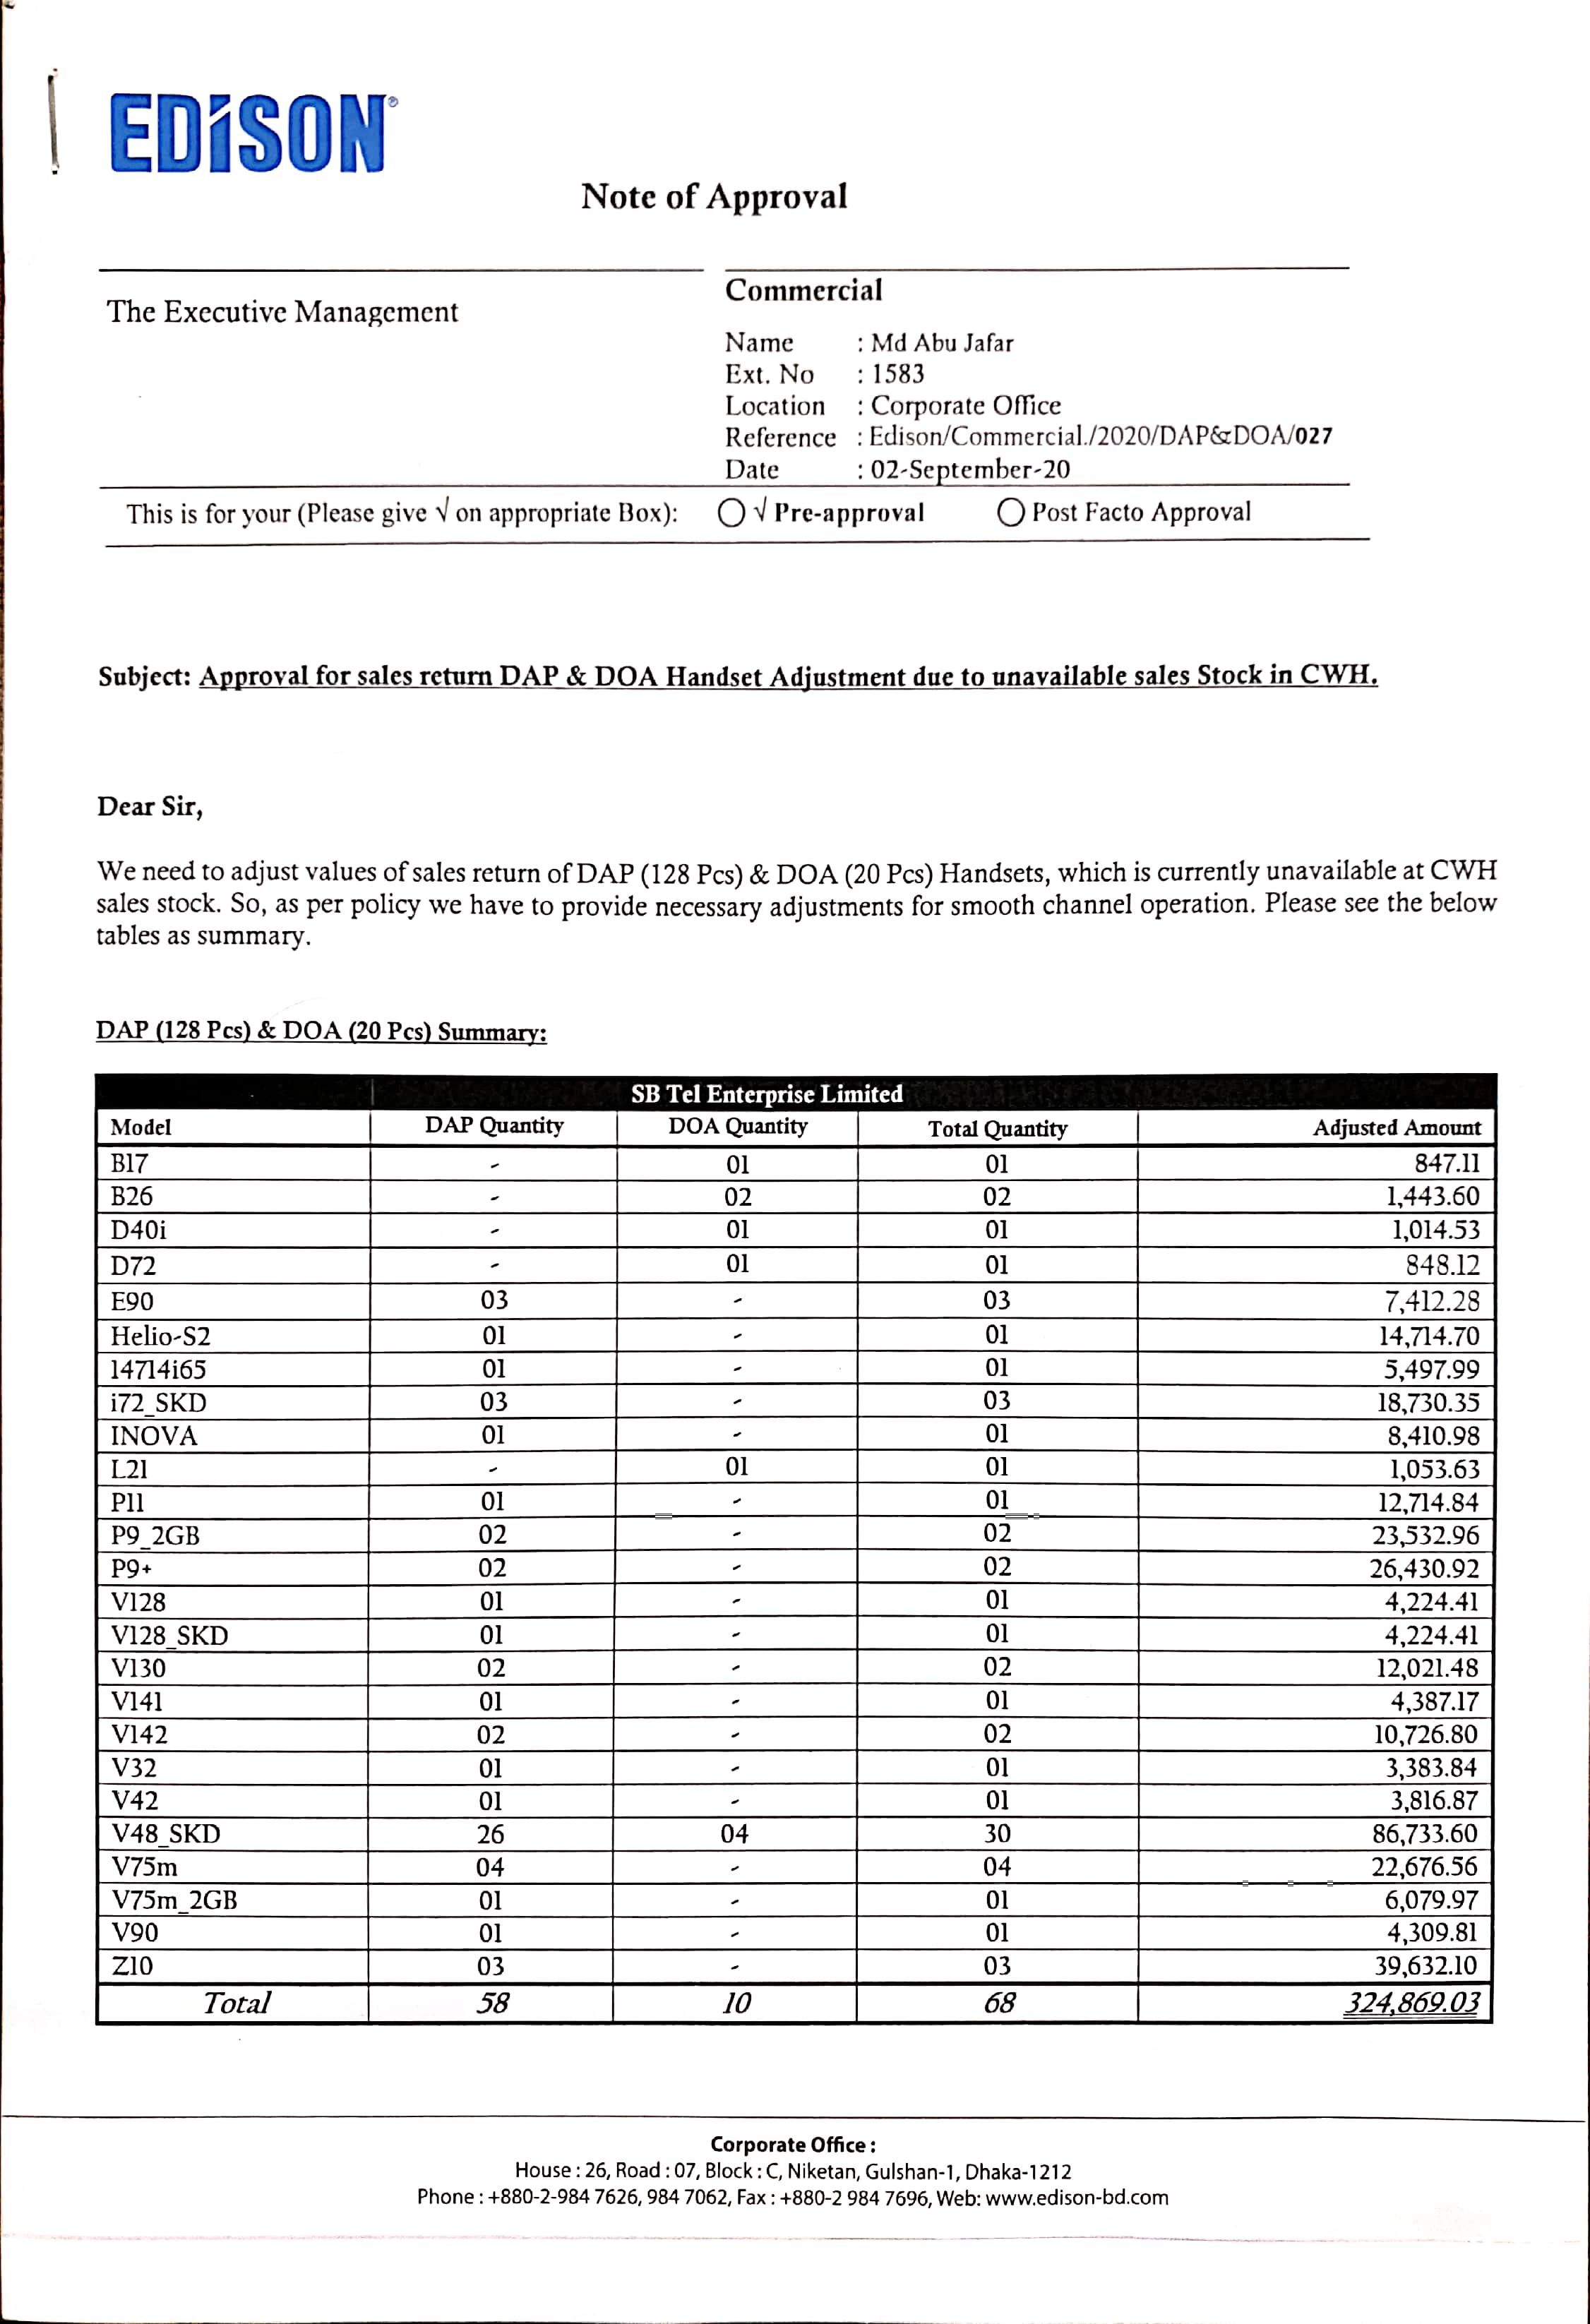 EDISON®
Note of Approval
The Executive Management
Commercial
Name : Md Abu Jafar
Ext. No : 1583
Location : Corporate Office
Reference : Edison/Commercial./2020/DAP&DOA/027
Date : 02-September-20
This is for your (Please give √ on appropriate Box): ◯ √ Pre-approval ◯ Post Facto Approval
Subject: Approval for sales return DAP & DOA Handset Adjustment due to unavailable sales Stock in CWH.
Dear Sir,
We need to adjust values of sales return of DAP (128 Pcs) & DOA (20 Pcs) Handsets, which is currently unavailable at CWH
sales stock. So, as per policy we have to provide necessary adjustments for smooth channel operation. Please see the below
tables as summary.
DAP (128 Pcs) & DOA (20 Pcs) Summary:
SB Tel Enterprise Limited
Model DAP Quantity DOA Quantity Total Quantity Adjusted Amount
B17 - 01 01 847.11
B26 - 02 02 1,443.60
D40i - 01 01 1,014.53
D72 - 01 01 848.12
E90 03 - 03 7,412.28
Helio-S2 01 - 01 14,714.70
14714i65 01 - 01 5,497.99
i72_SKD 03 - 03 18,730.35
INOVA 01 - 01 8,410.98
L21 - 01 01 1,053.63
P11 01 - 01 12,714.84
P9_2GB 02 - 02 23,532.96
P9+ 02 - 02 26,430.92
V128 01 - 01 4,224.41
V128_SKD 01 - 01 4,224.41
V130 02 - 02 12,021.48
V141 01 - 01 4,387.17
V142 02 - 02 10,726.80
V32 01 - 01 3,383.84
V42 01 - 01 3,816.87
V48_SKD 26 04 30 86,733.60
V75m 04 - 04 22,676.56
V75m_2GB 01 - 01 6,079.97
V90 01 - 01 4,309.81
Z10 03 - 03 39,632.10
Total 58 10 68 324,869.03
Corporate Office :
House : 26, Road : 07, Block : C, Niketan, Gulshan-1, Dhaka-1212
Phone : +880-2-984 7626, 984 7062, Fax : +880-2 984 7696, Web: www.edison-bd.com